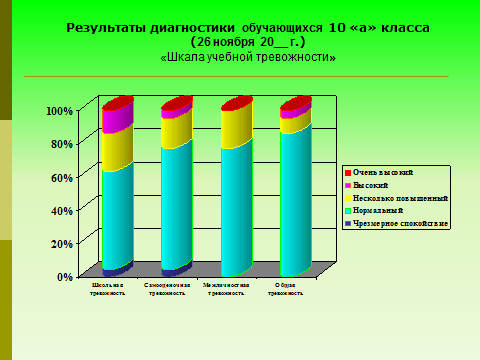 Результаты диагностики обучающихся 10 «а» класса
(26 ноября 20__ г.)
«Шкала учебной тревожности»
100%
80%
60%
40%
20%
0%
Школьная тревожность
Самооценочная тревожность
Межличностная тревожность
Общая тревожность
Очень высокий
Высокий
Несколько повышенный
Нормальный
Чрезмерное спокойствие